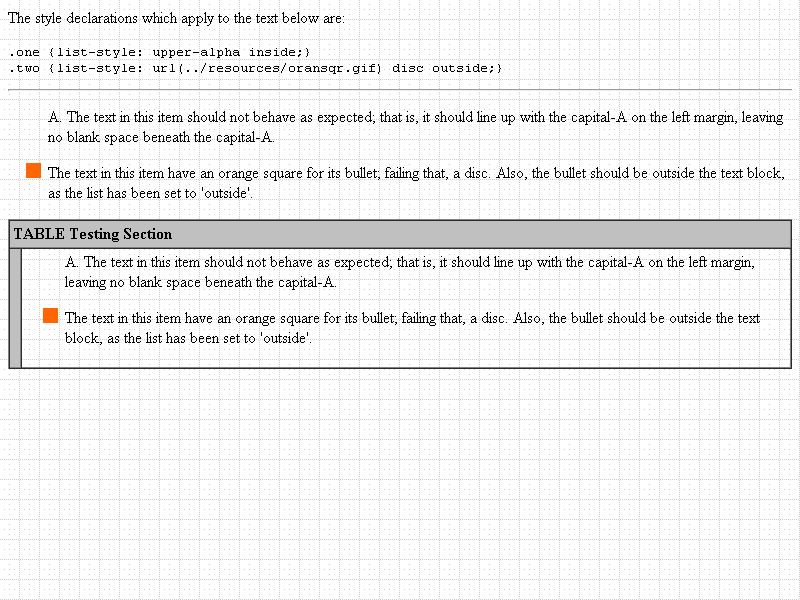 The style declarations which apply to the text below are:
.one {list-style: upper-alpha inside;}
.two {list-style: url(../resources/oransqr.gif) disc outside;}
A. The text in this item should not behave as expected; that is, it should line up with the capital-A on the left margin, leaving
no blank space beneath the capital-A.
The text in this item have an orange square for its bullet; failing that, a disc. Also, the bullet should be outside the text block,
as the list has been set to 'outside'.
TABLE Testing Section
A. The text in this item should not behave as expected; that is, it should line up with the capital-A on the left margin,
leaving no blank space beneath the capital-A.
The text in this item have an orange square for its bullet; failing that, a disc. Also, the bullet should be outside the text
block, as the list has been set to 'outside'.